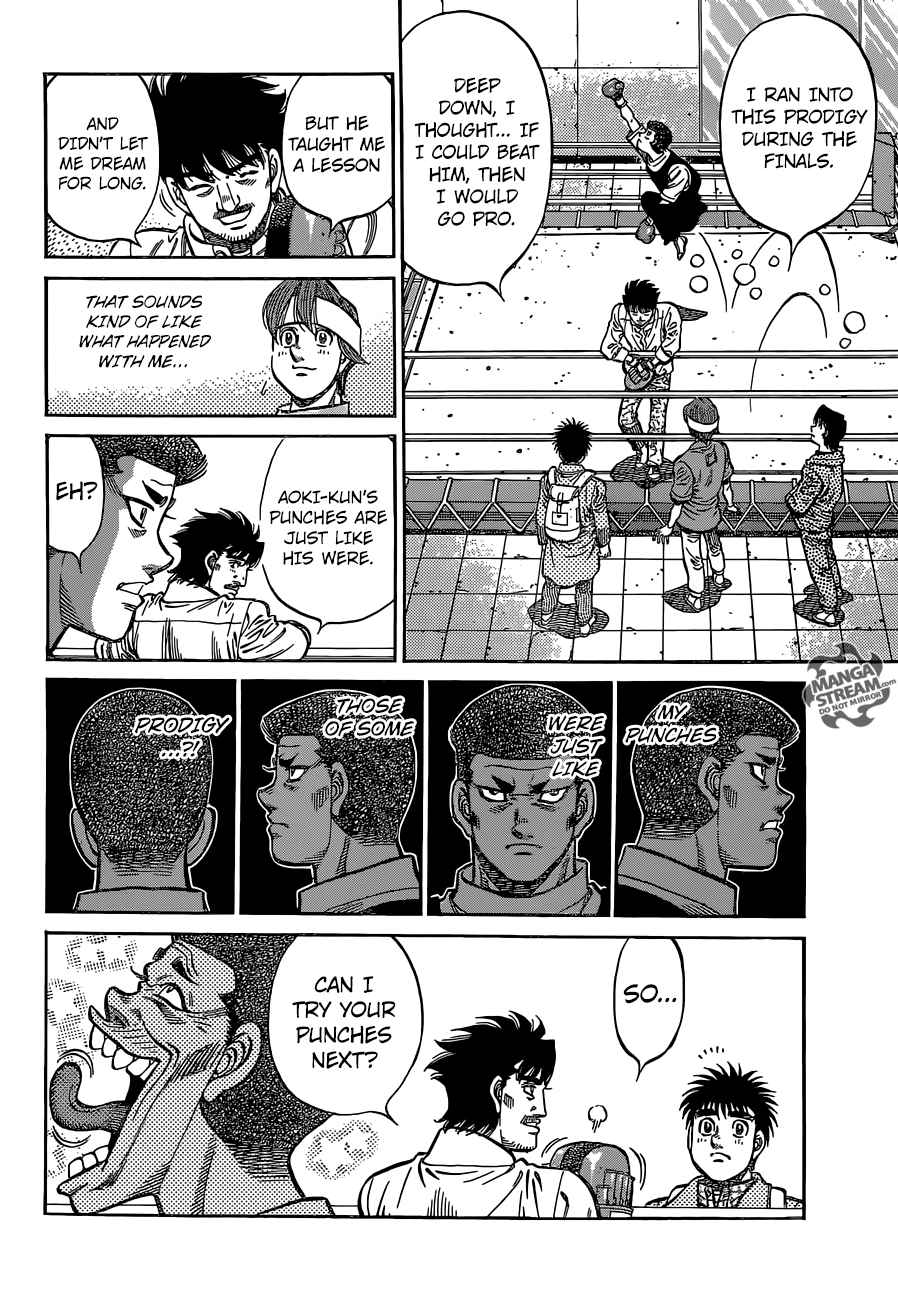 I RAN INTO
THIS PRODIGY
DURING THE
FINALS.
DEEP
DOWN, I
THOUGHT... IF
I COULD BEAT
HIM, THEN
I WOULD
GO PRO.
BUT HE
TAUGHT ME
A LESSON
AND
DIDN'T LET
ME DREAM
FOR LONG.
THAT SOUNDS
KIND OF LIKE
WHAT HAPPENED
WITH ME...
AOKI-KUN'S
PUNCHES ARE
JUST LIKE
HIS WERE.
EH?
MANGA
STREAM.com
DO NOT MIRROR
MY
PUNCHES
WERE
JUST
LIKE
THOSE
OF SOME
PRODIGY
...?!
SO...
CAN I
TRY YOUR
PUNCHES
NEXT?